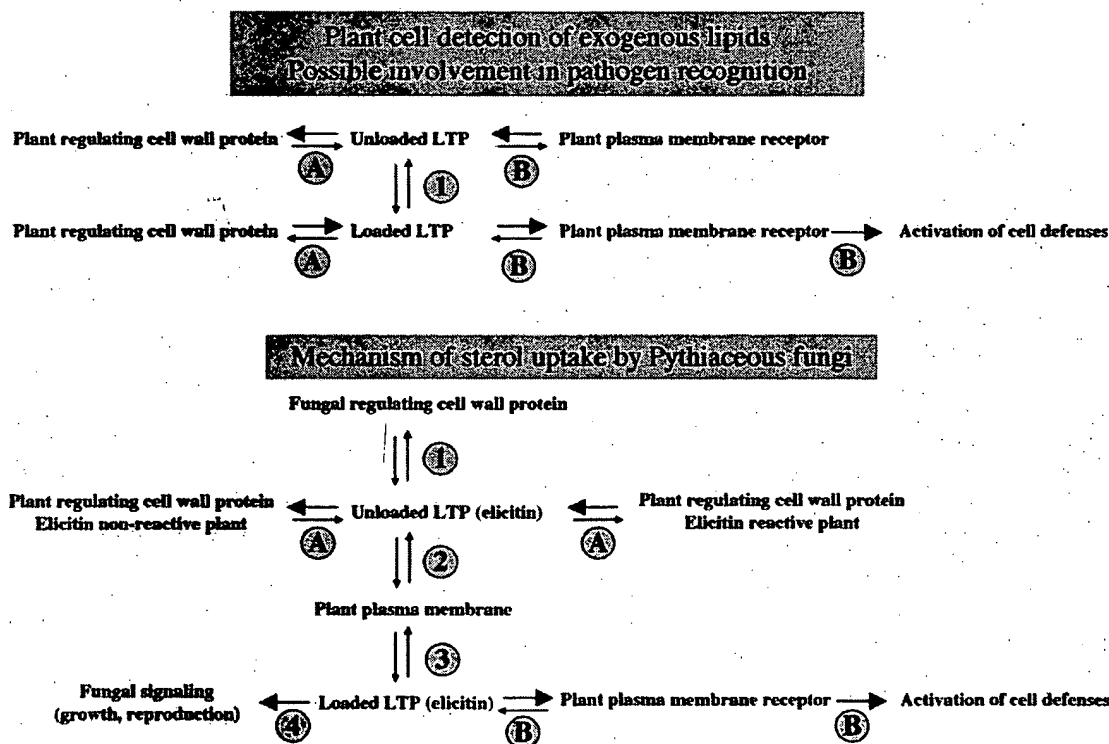 Plant cell detection of exogenous lipids
Possible involvement in pathogen recognition
Plant regulating cell wall protein Unloaded LTP Plant plasma membrane receptor
A B
1
Plant regulating cell wall protein Loaded LTP Plant plasma membrane receptor Activation of cell defenses
A B B
Mechanism of sterol uptake by Pythiaceous fungi
Fungal regulating cell wall protein
1
Plant regulating cell wall protein
Elicitin non-reactive plant
A
Unloaded LTP (elicitin)
A
Plant regulating cell wall protein
Elicitin reactive plant
2
Plant plasma membrane
3
Fungal signaling
(growth, reproduction)
4
Loaded LTP (elicitin) Plant plasma membrane receptor Activation of cell defenses
B B